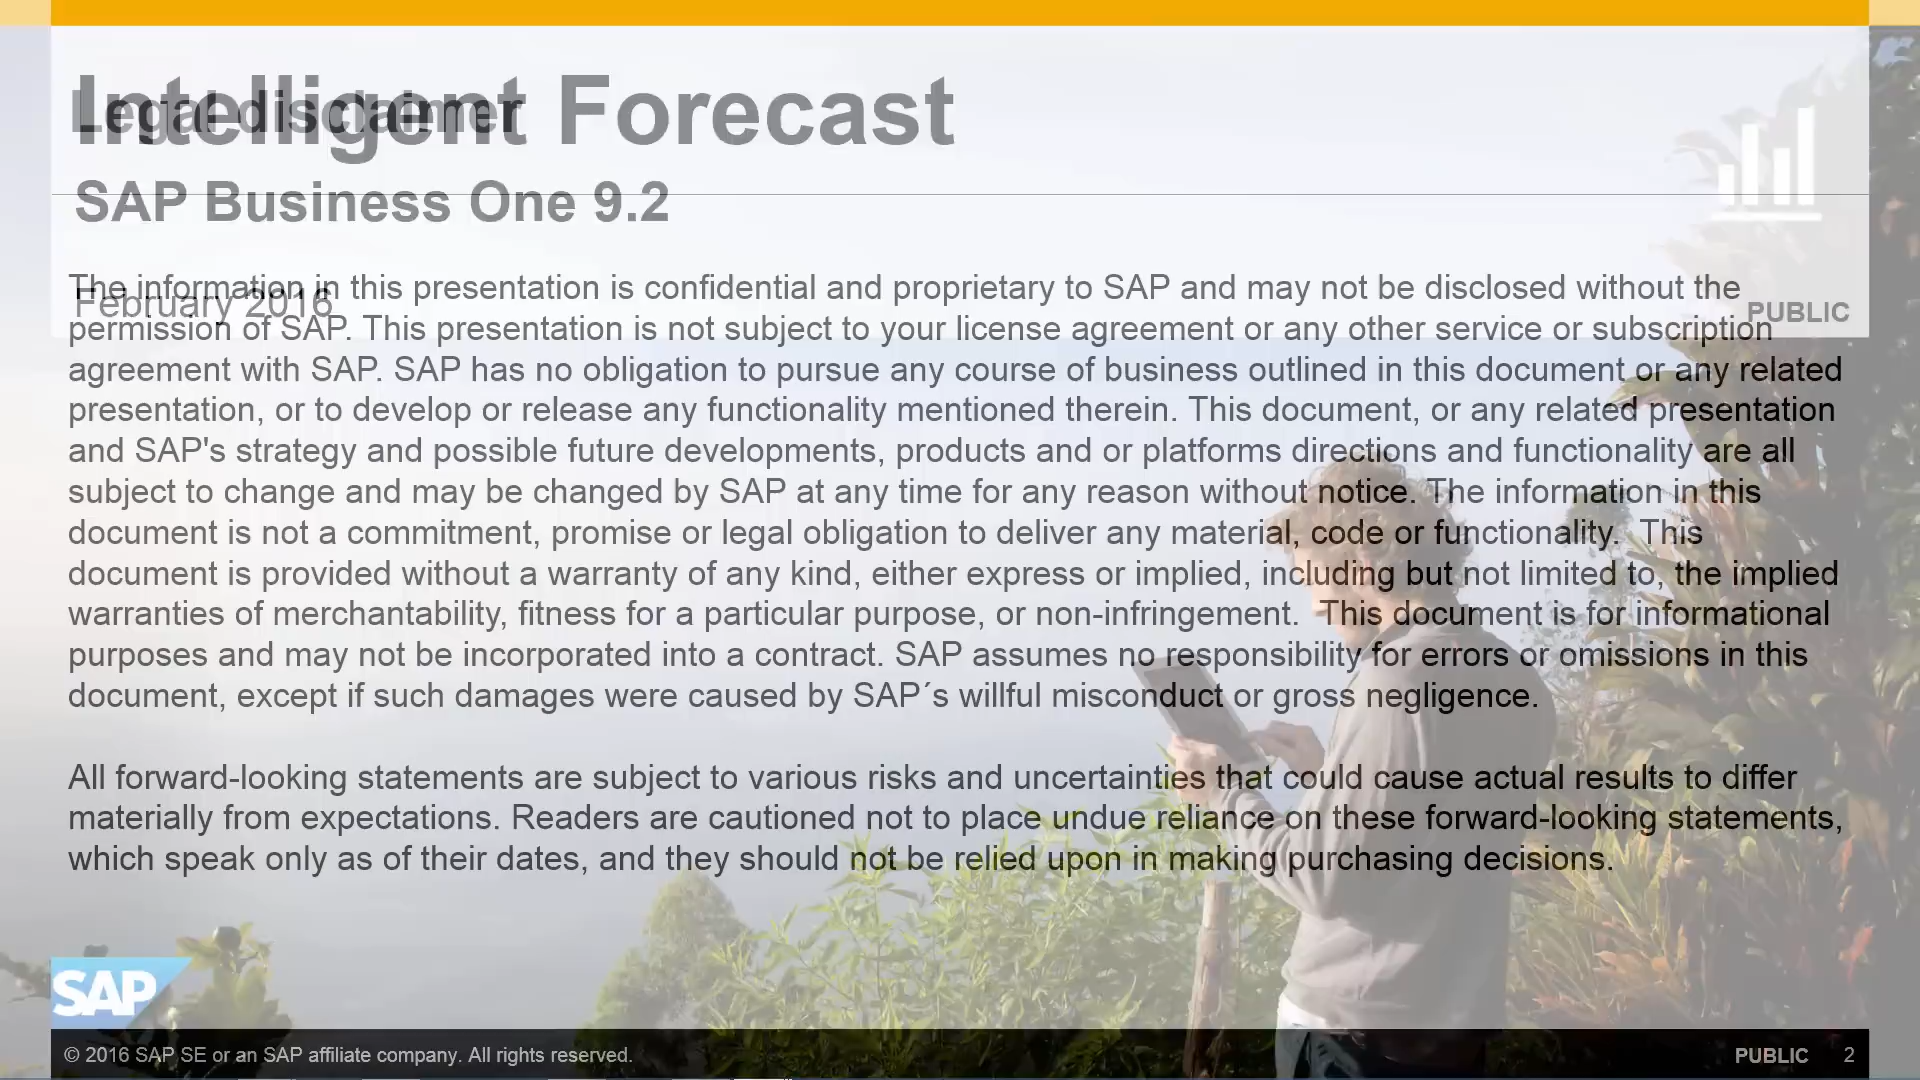 Intelligent Forecast
Legal disclaimer
SAP Business One 9.2
The information in this presentation is confidential and proprietary to SAP and may not be disclosed without the
February 2016
PUBLIC
permission of SAP. This presentation is not subject to your license agreement or any other service or subscription
agreement with SAP. SAP has no obligation to pursue any course of business outlined in this document or any related
presentation, or to develop or release any functionality mentioned therein. This document, or any related presentation
and SAP's strategy and possible future developments, products and or platforms directions and functionality are all
subject to change and may be changed by SAP at any time for any reason without notice. The information in this
document is not a commitment, promise or legal obligation to deliver any material, code or functionality.  This
document is provided without a warranty of any kind, either express or implied, including but not limited to, the implied
warranties of merchantability, fitness for a particular purpose, or non-infringement.  This document is for informational
purposes and may not be incorporated into a contract. SAP assumes no responsibility for errors or omissions in this
document, except if such damages were caused by SAP´s willful misconduct or gross negligence.
All forward-looking statements are subject to various risks and uncertainties that could cause actual results to differ
materially from expectations. Readers are cautioned not to place undue reliance on these forward-looking statements,
which speak only as of their dates, and they should not be relied upon in making purchasing decisions.
SAP
© 2016 SAP SE or an SAP affiliate company. All rights reserved.
PUBLIC 2